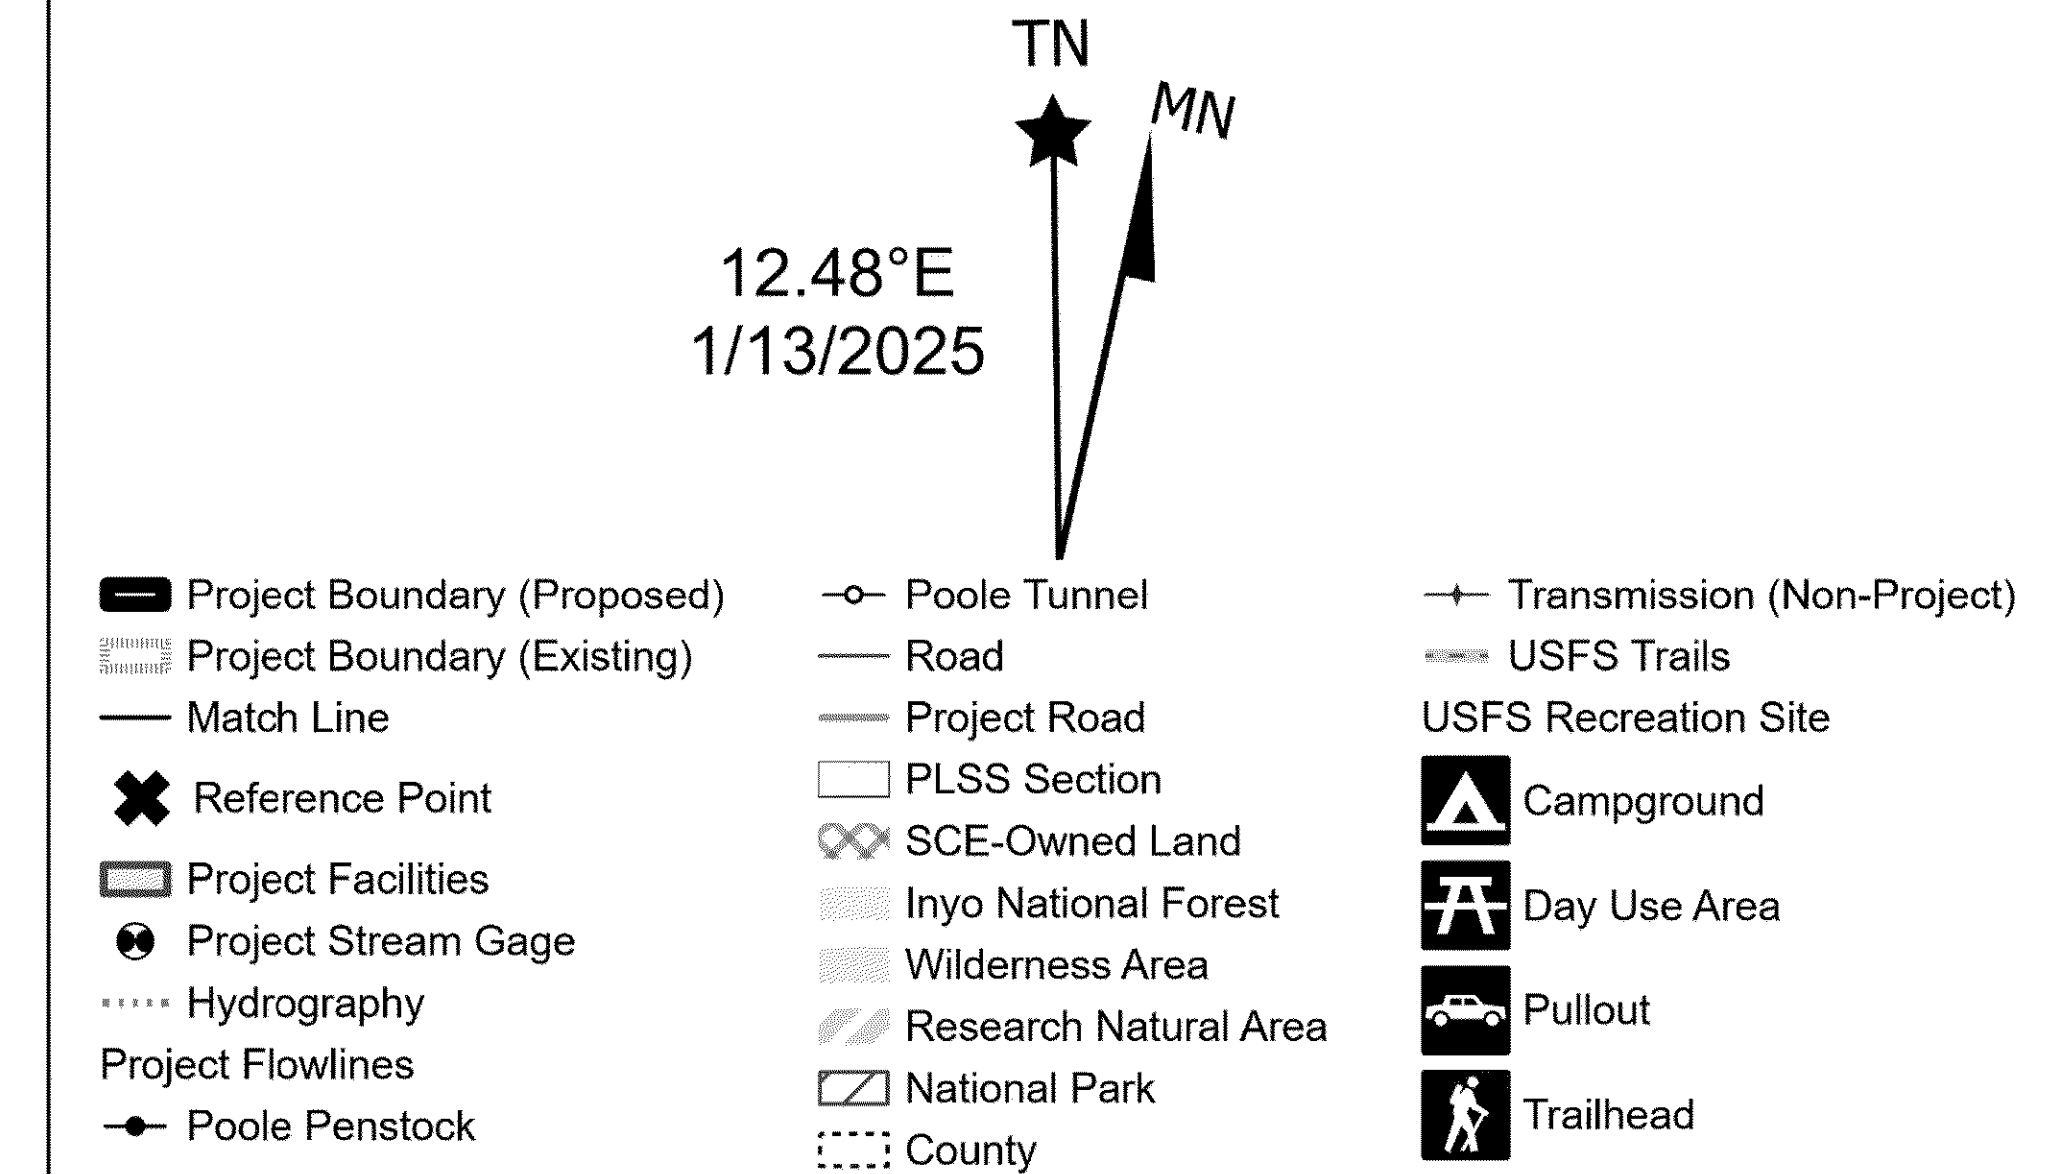 TN
MN
12.48°E
1/13/2025
Project Boundary (Proposed)
Project Boundary (Existing)
Match Line
Reference Point
Project Facilities
Project Stream Gage
Hydrography
Project Flowlines
Poole Penstock
Poole Tunnel
Road
Project Road
PLSS Section
SCE-Owned Land
Inyo National Forest
Wilderness Area
Research Natural Area
National Park
County
Transmission (Non-Project)
USFS Trails
USFS Recreation Site
Campground
Day Use Area
Pullout
Trailhead